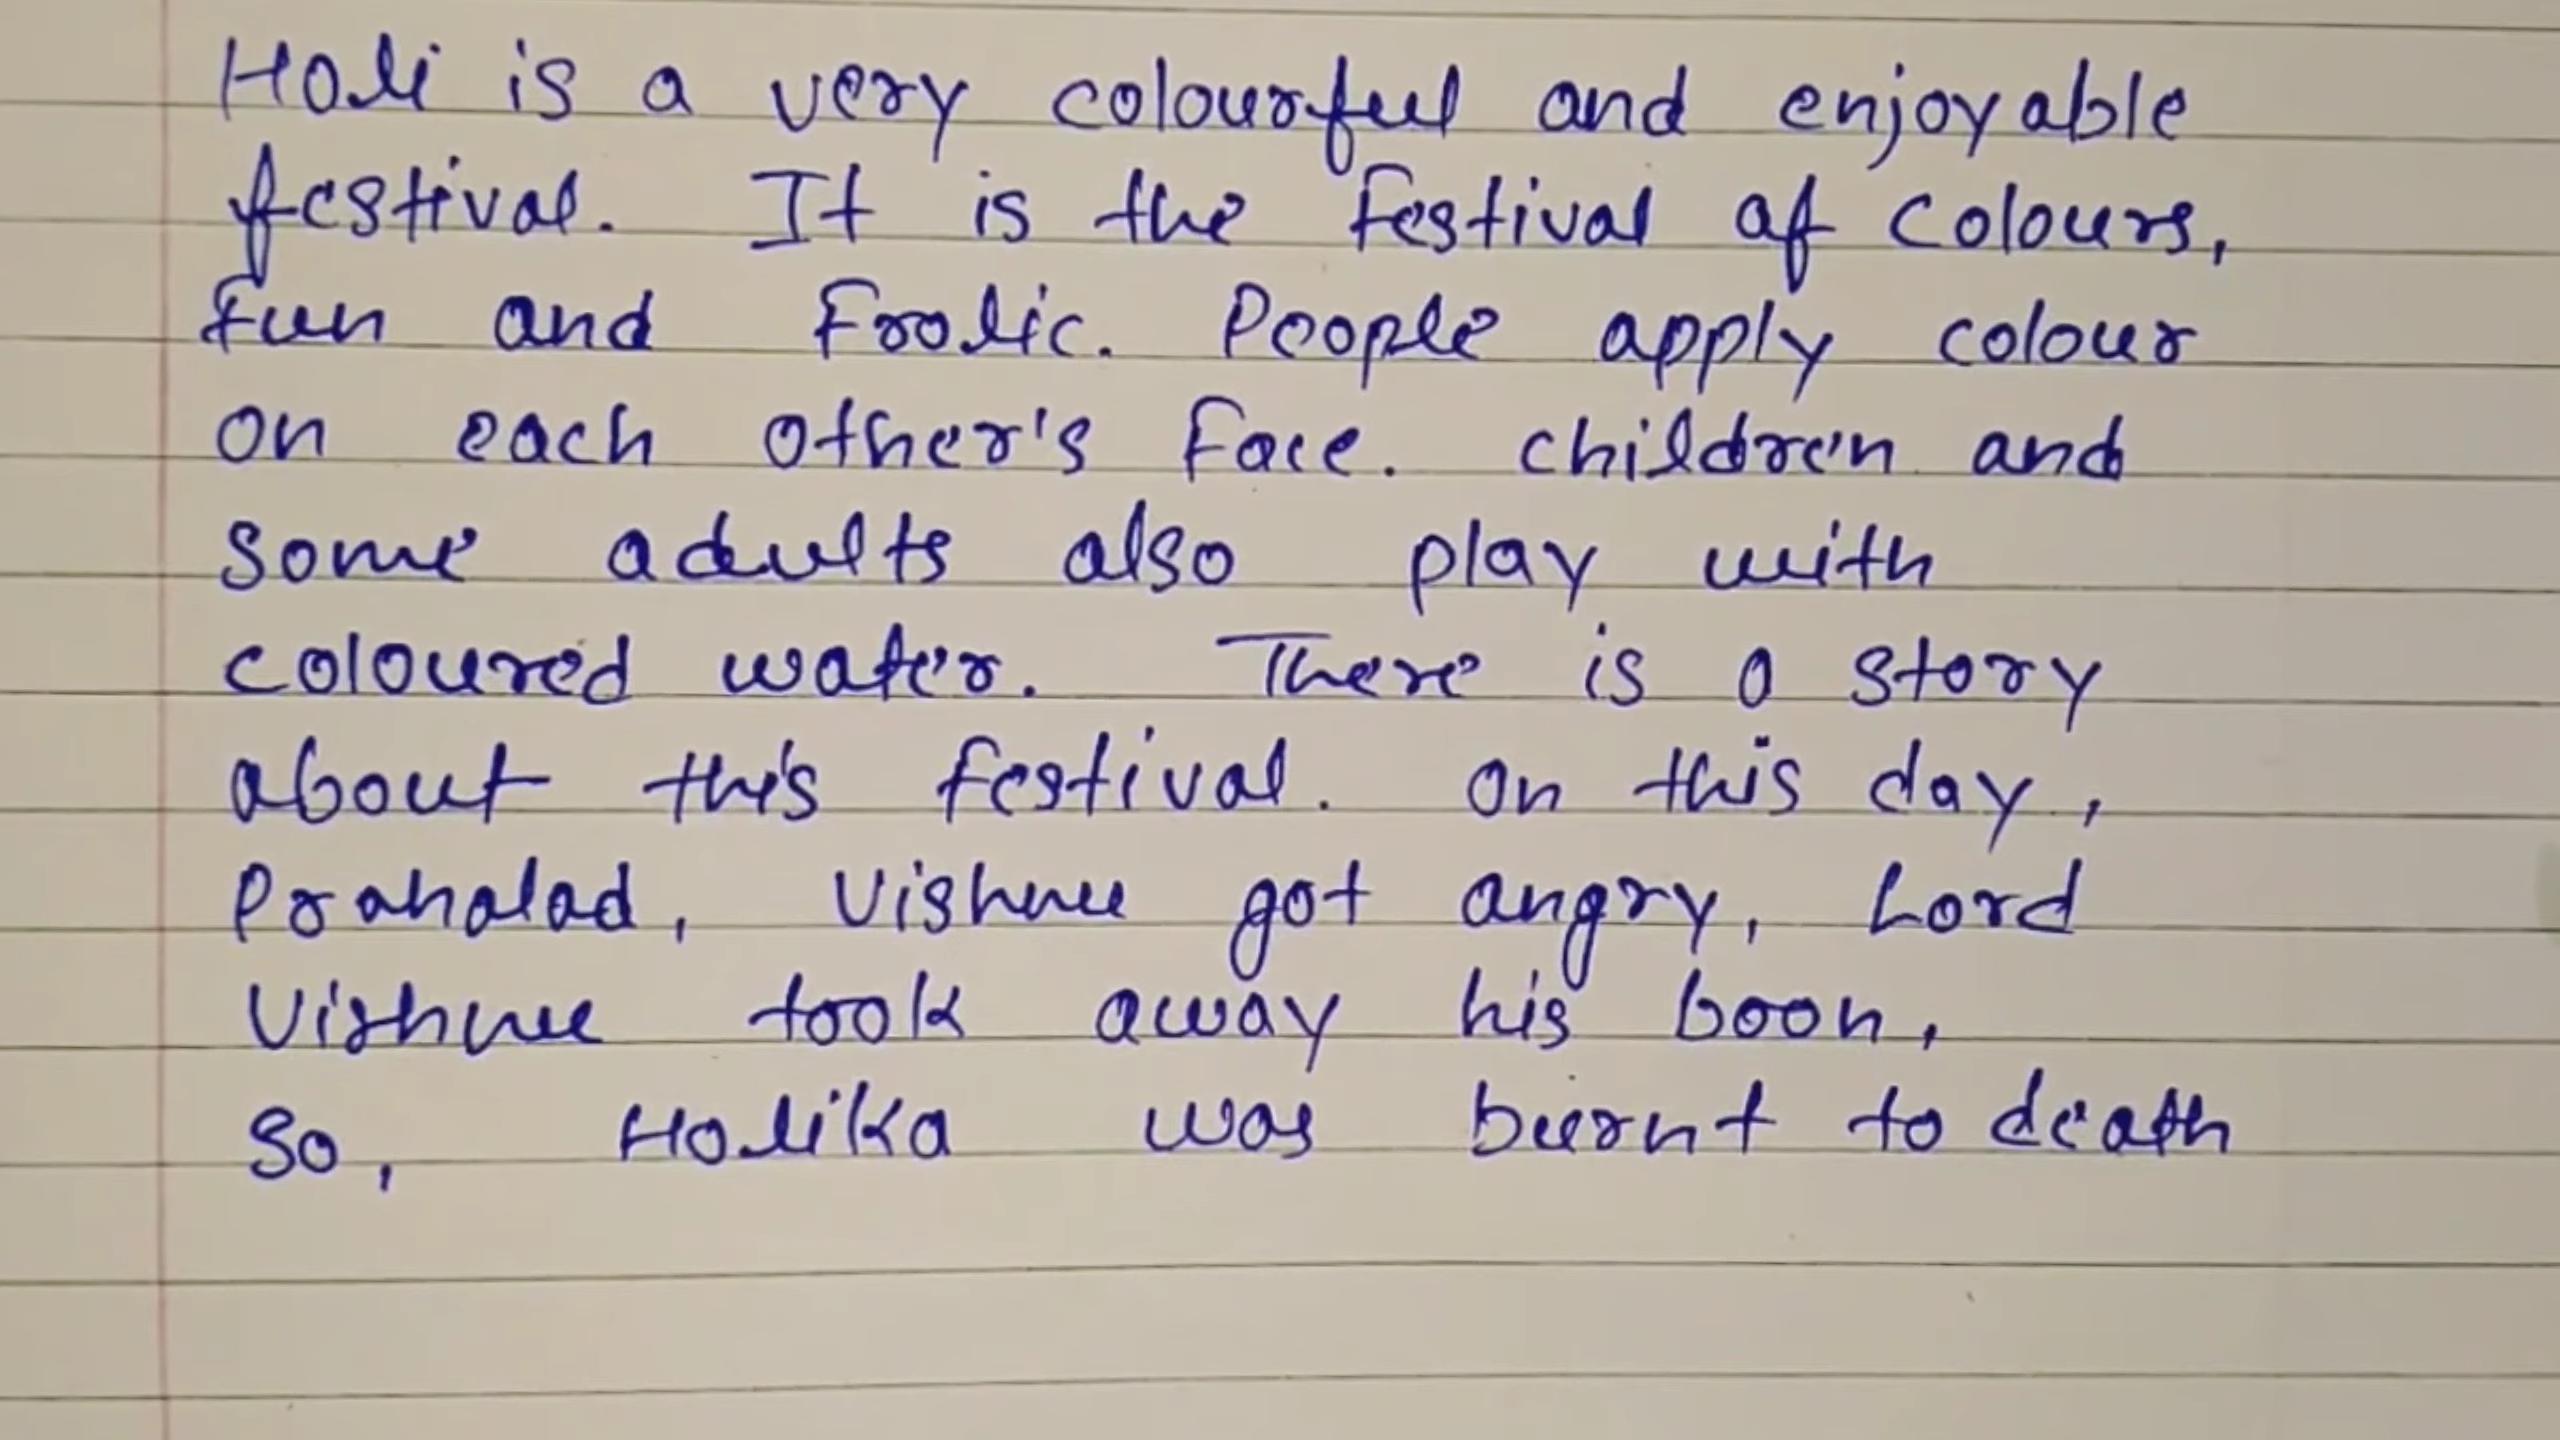 Holi is a very colourful and enjoyable
festival. It is the festival of colours,
fun and Frolic. People apply colour
on each other's face. children and
some adults also play with
coloured water. There is a story
about this festival. on this day,
Prahalad, Vishnu got angry, Lord
Vishnu took away his boon,
So, Holika was burnt to death